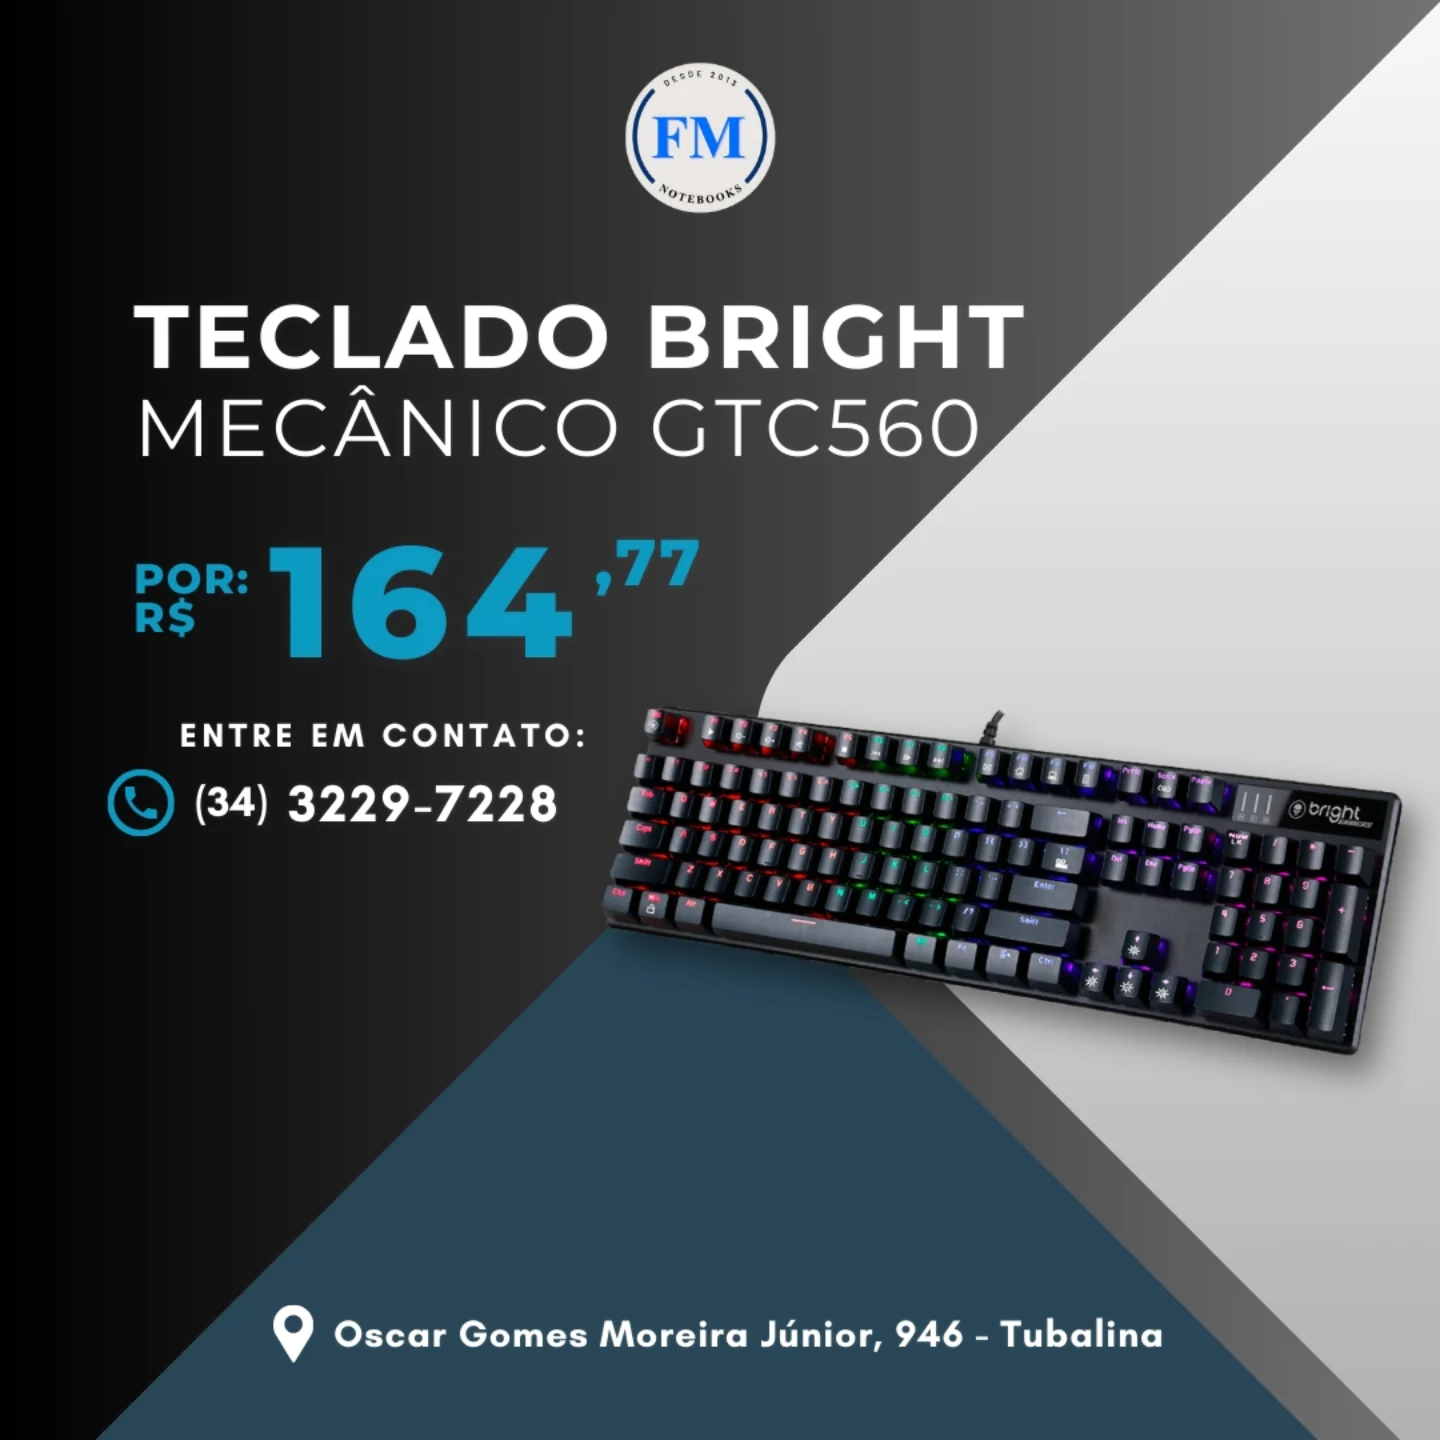 DESDE 2013
FM
NOTEBOOKS
TECLADO BRIGHT
MECÂNICO GTC560
POR:
R$ 164,77
ENTRE EM CONTATO:
(34) 3229-7228
bright
Oscar Gomes Moreira Júnior, 946 - Tubalina